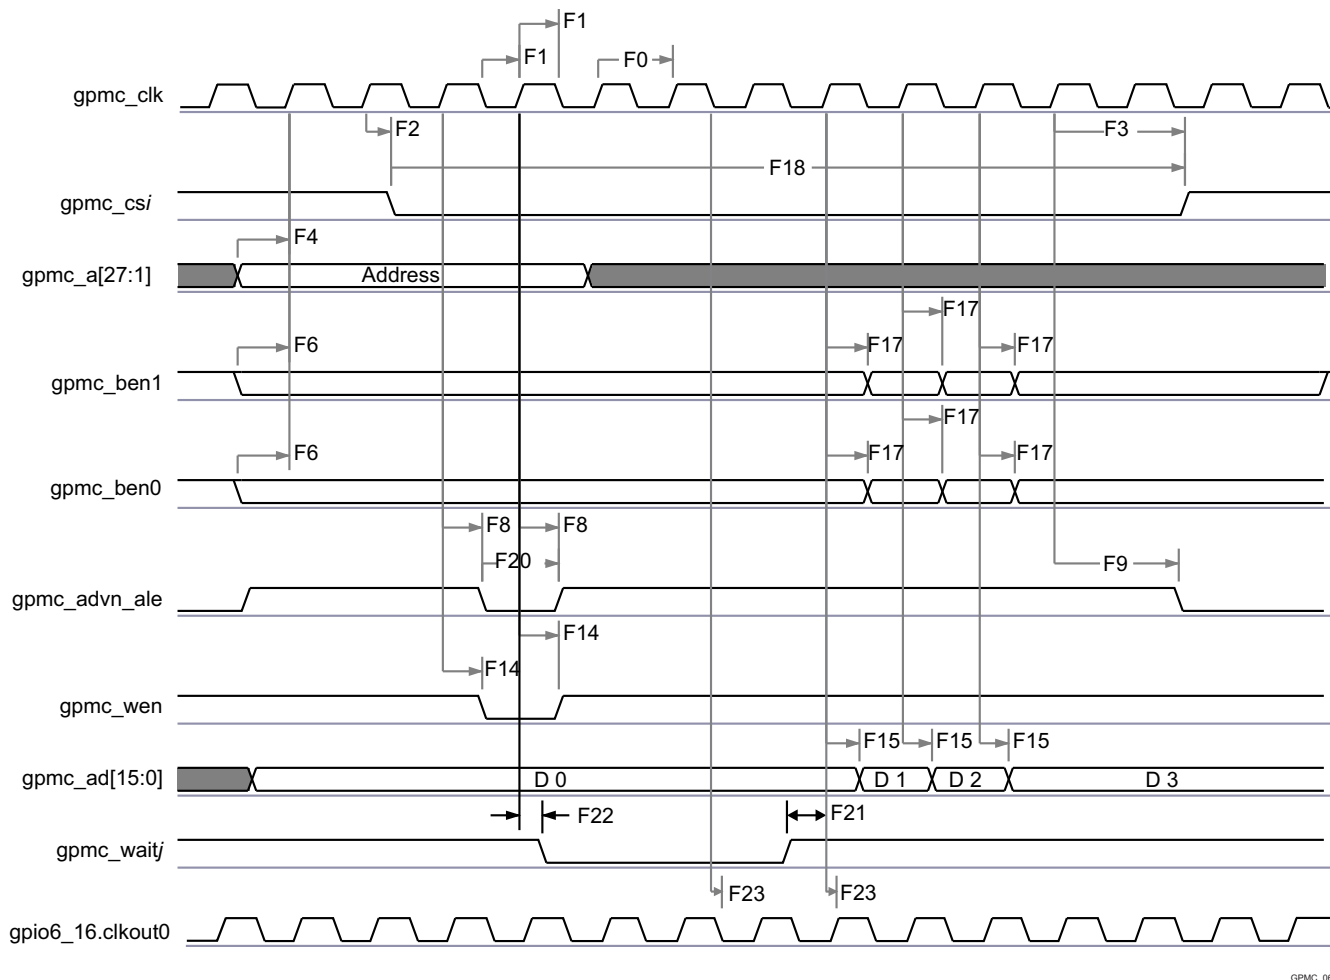 F1
F1
F0
gpmc_clk
F2
F3
F18
gpmc_csi
F4
gpmc_a[27:1]
Address
F17
F6
F17
F17
gpmc_ben1
F17
F6
F17
F17
gpmc_ben0
F8
F8
F20
F9
gpmc_advn_ale
F14
F14
gpmc_wen
F15
F15
F15
gpmc_ad[15:0]
D 0
D 1
D 2
D 3
F22
F21
gpmc_waitj
F23
F23
gpio6_16.clkout0